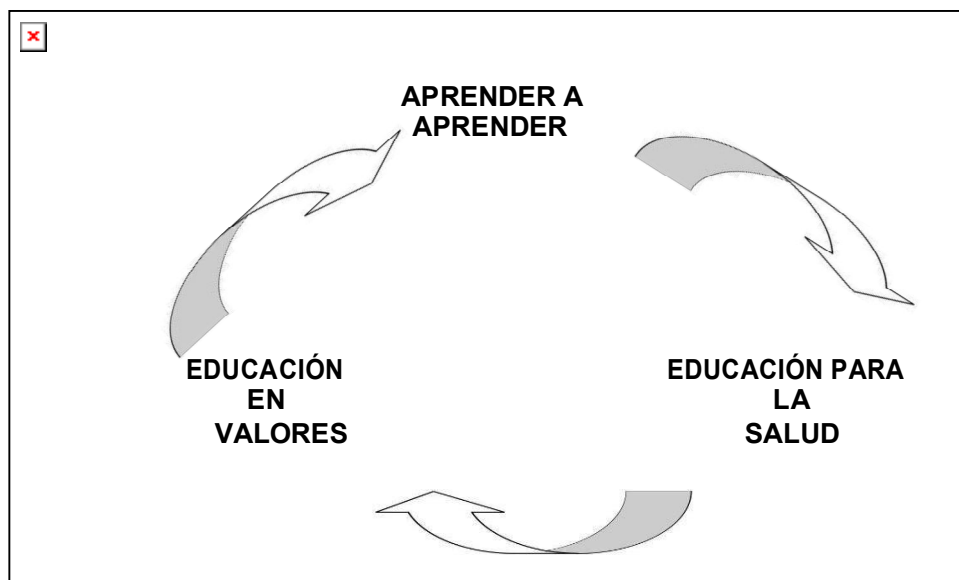 APRENDER A
APRENDER
EDUCACIÓN
EN
VALORES
EDUCACIÓN PARA
LA
SALUD